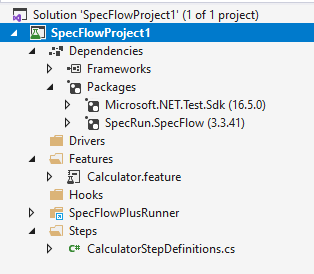 Solution 'SpecFlowProject1' (1 of 1 project)
SpecFlowProject1
Dependencies
Frameworks
Packages
Microsoft.NET.Test.Sdk (16.5.0)
SpecRun.SpecFlow (3.3.41)
Drivers
Features
Calculator.feature
Hooks
SpecFlowPlusRunner
Steps
C# CalculatorStepDefinitions.cs